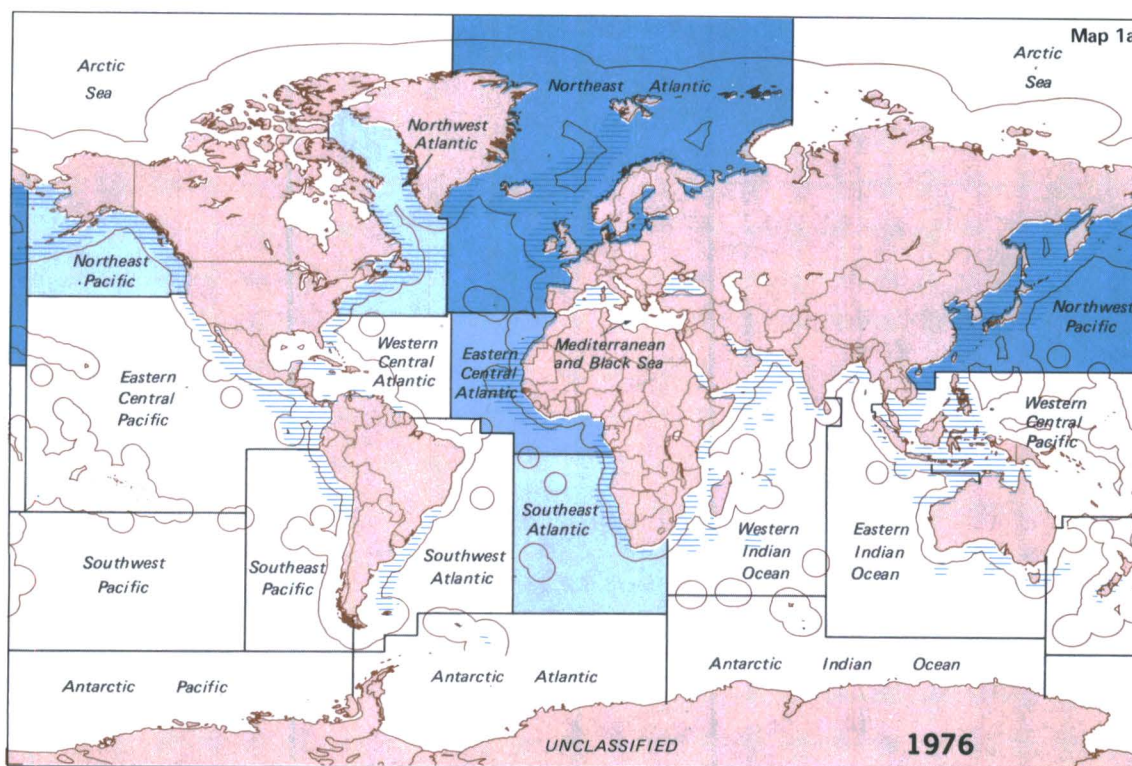 Map 1a
Arctic
Sea
Northeast Atlantic
Arctic
Sea
Northwest
Atlantic
Northeast
Pacific
Northwest
Pacific
Mediterranean
and Black Sea
Western
Central
Atlantic
Eastern
Central
Atlantic
Eastern
Central
Pacific
Western
Central
Pacific
Southeast
Atlantic
Western
Indian
Ocean
Eastern
Indian
Ocean
Southwest
Pacific
Southeast
Pacific
Southwest
Atlantic
Antarctic Pacific
Antarctic Atlantic
Antarctic Indian Ocean
UNCLASSIFIED
1976